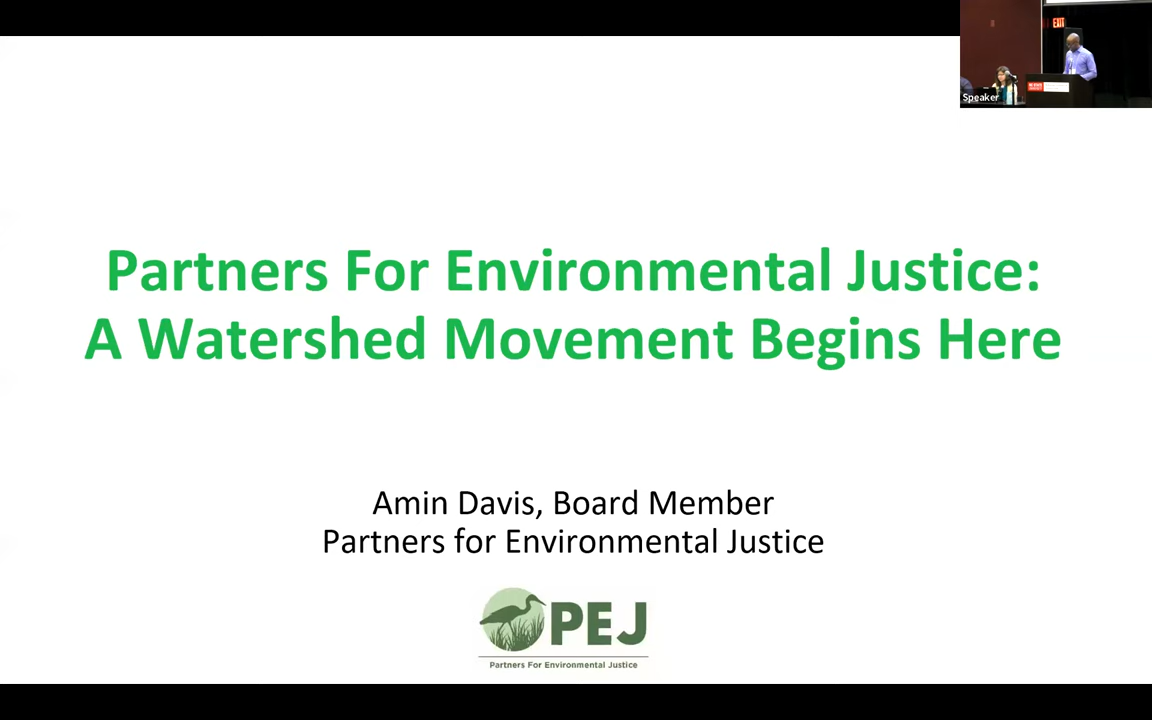 EXIT
Speaker
Partners For Environmental Justice:
A Watershed Movement Begins Here
Amin Davis, Board Member
Partners for Environmental Justice
PEJ
Partners For Environmental Justice